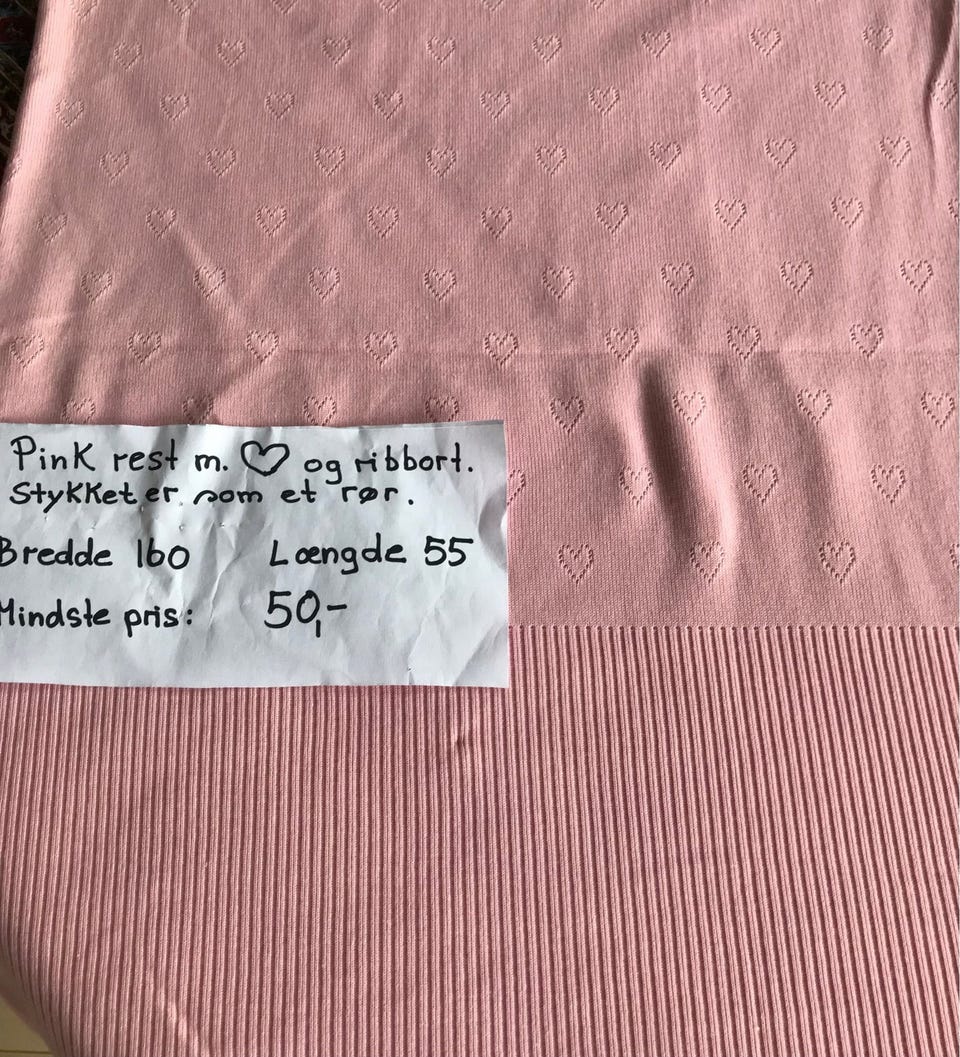 Pink rest m. ♡ og ribbort.
Stykket er som et rør.
Bredde 160 Længde 55
Mindste pris: 50,-